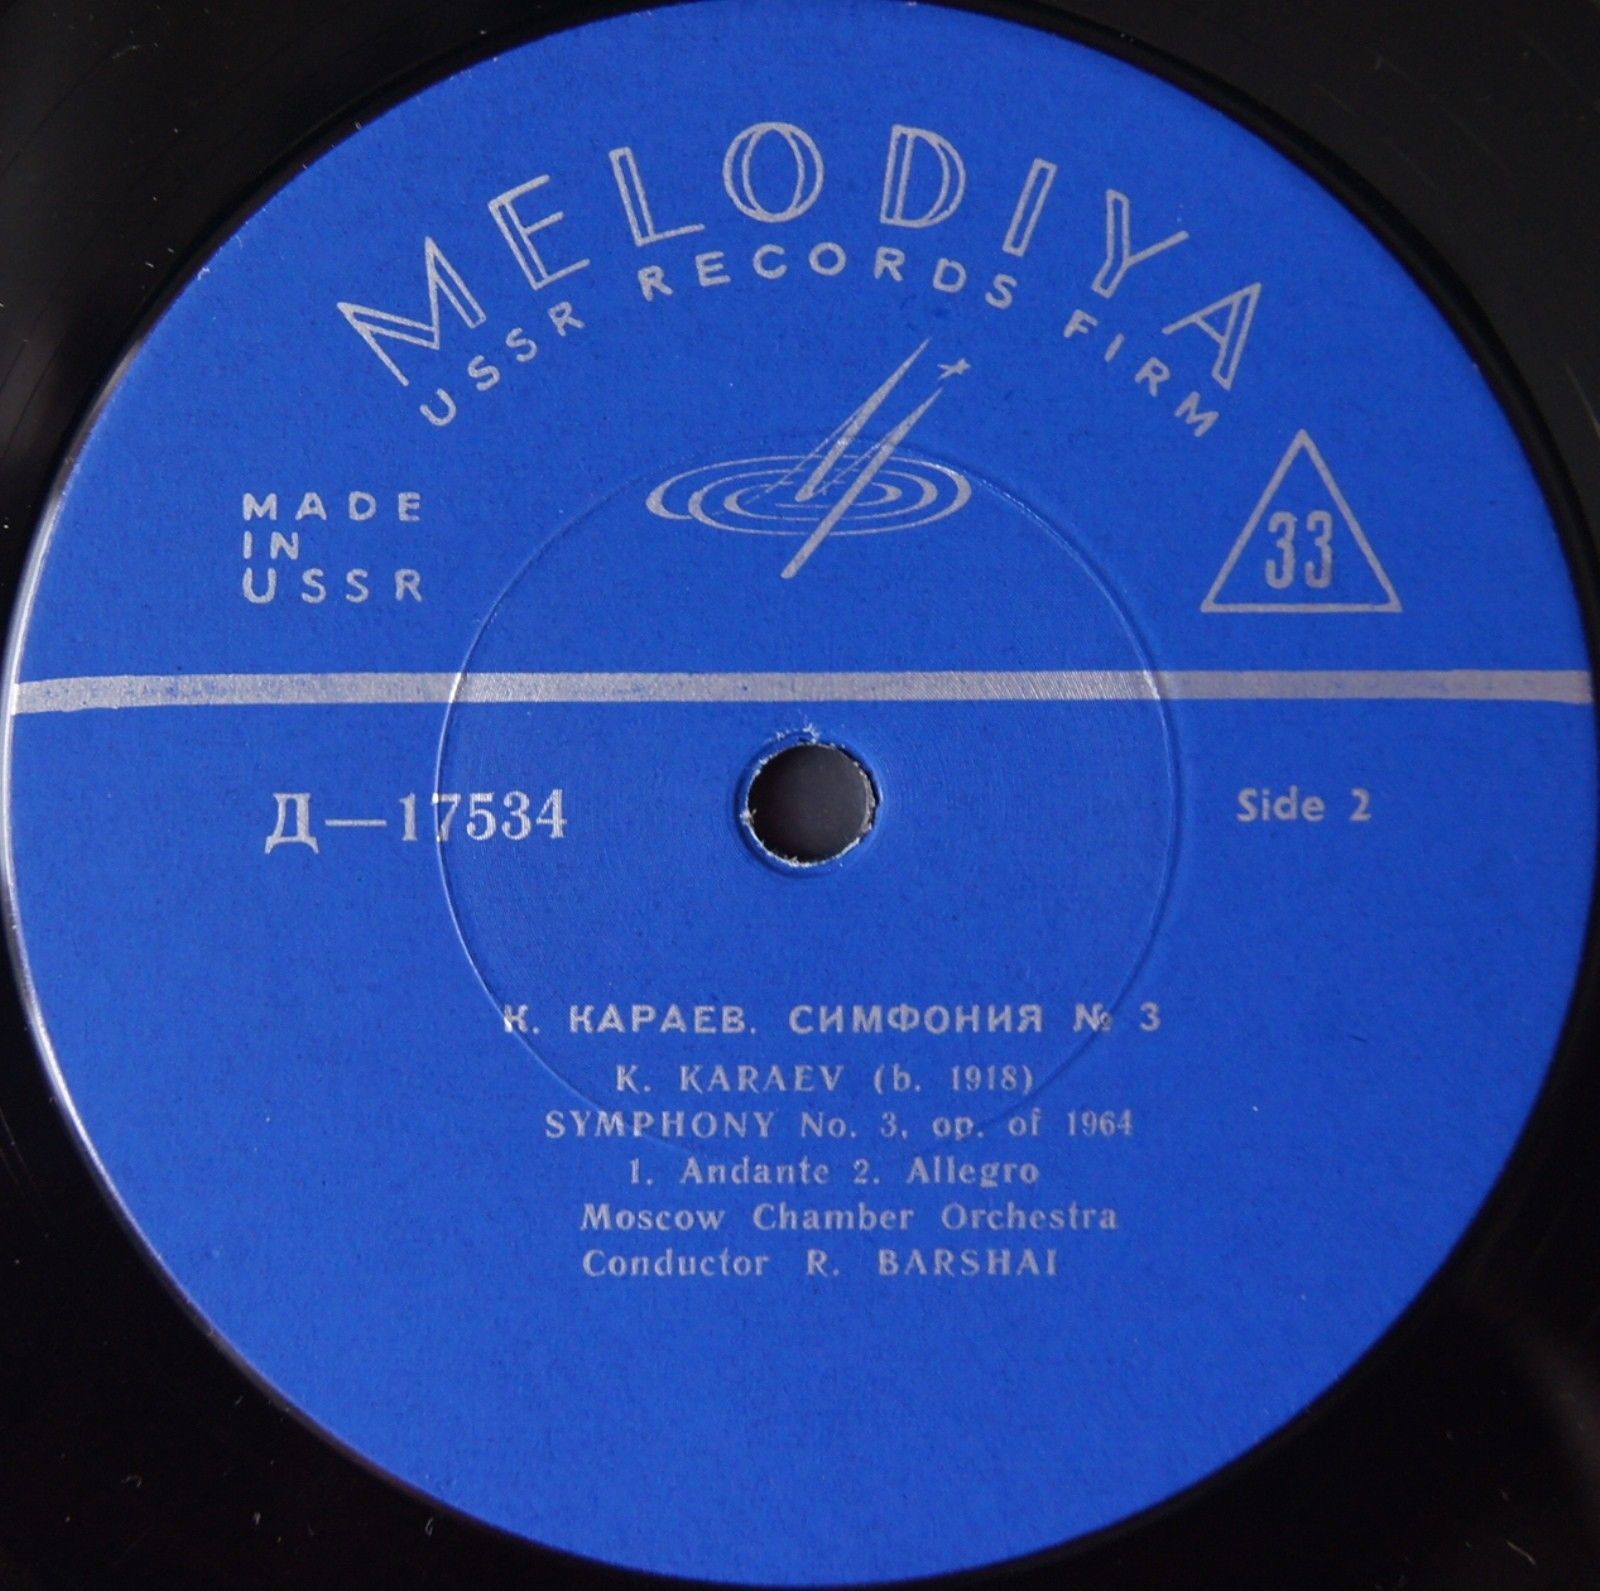 MELODIYA
USSR RECORDS FIRM
MADE
IN
USSR
33
Д—17534
Side 2
К. КАРАЕВ. СИМФОНИЯ № 3
K. KARAEV (b. 1918)
SYMPHONY No. 3, op. of 1964
1. Andante 2. Allegro
Moscow Chamber Orchestra
Conductor R. BARSHAI